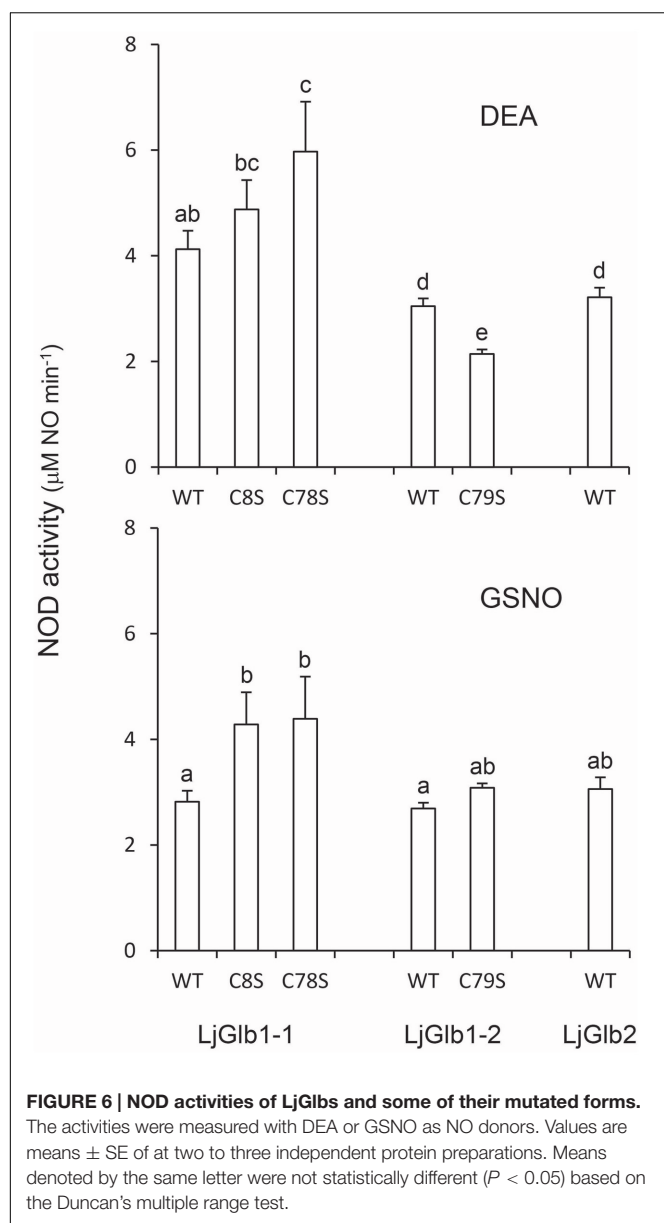 8
c
DEA
bc
6
ab
4
d
d
e
2
0
WT C8S C78S WT C79S WT
NOD activity (µM NO min-1)
8
GSNO
6
b b
4
a a ab ab
2
0
WT C8S C78S WT C79S WT
LjGlb1-1 LjGlb1-2 LjGlb2
FIGURE 6 | NOD activities of LjGlbs and some of their mutated forms.
The activities were measured with DEA or GSNO as NO donors. Values are
means ± SE of at two to three independent protein preparations. Means
denoted by the same letter were not statistically different (P < 0.05) based on
the Duncan's multiple range test.